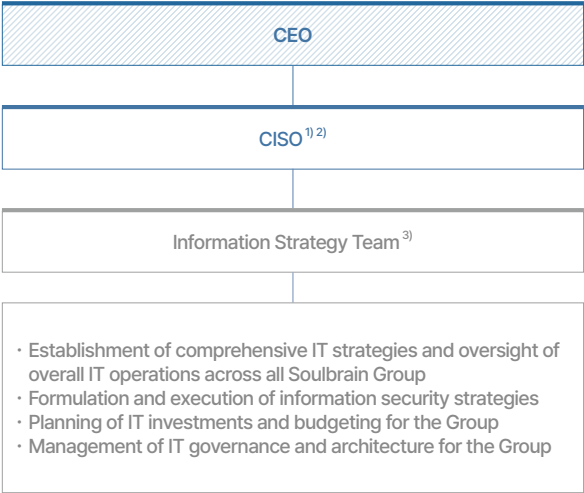 CEO
CISO 1) 2)
Information Strategy Team 3)
· Establishment of comprehensive IT strategies and oversight of
overall IT operations across all Soulbrain Group
· Formulation and execution of information security strategies
· Planning of IT investments and budgeting for the Group
· Management of IT governance and architecture for the Group